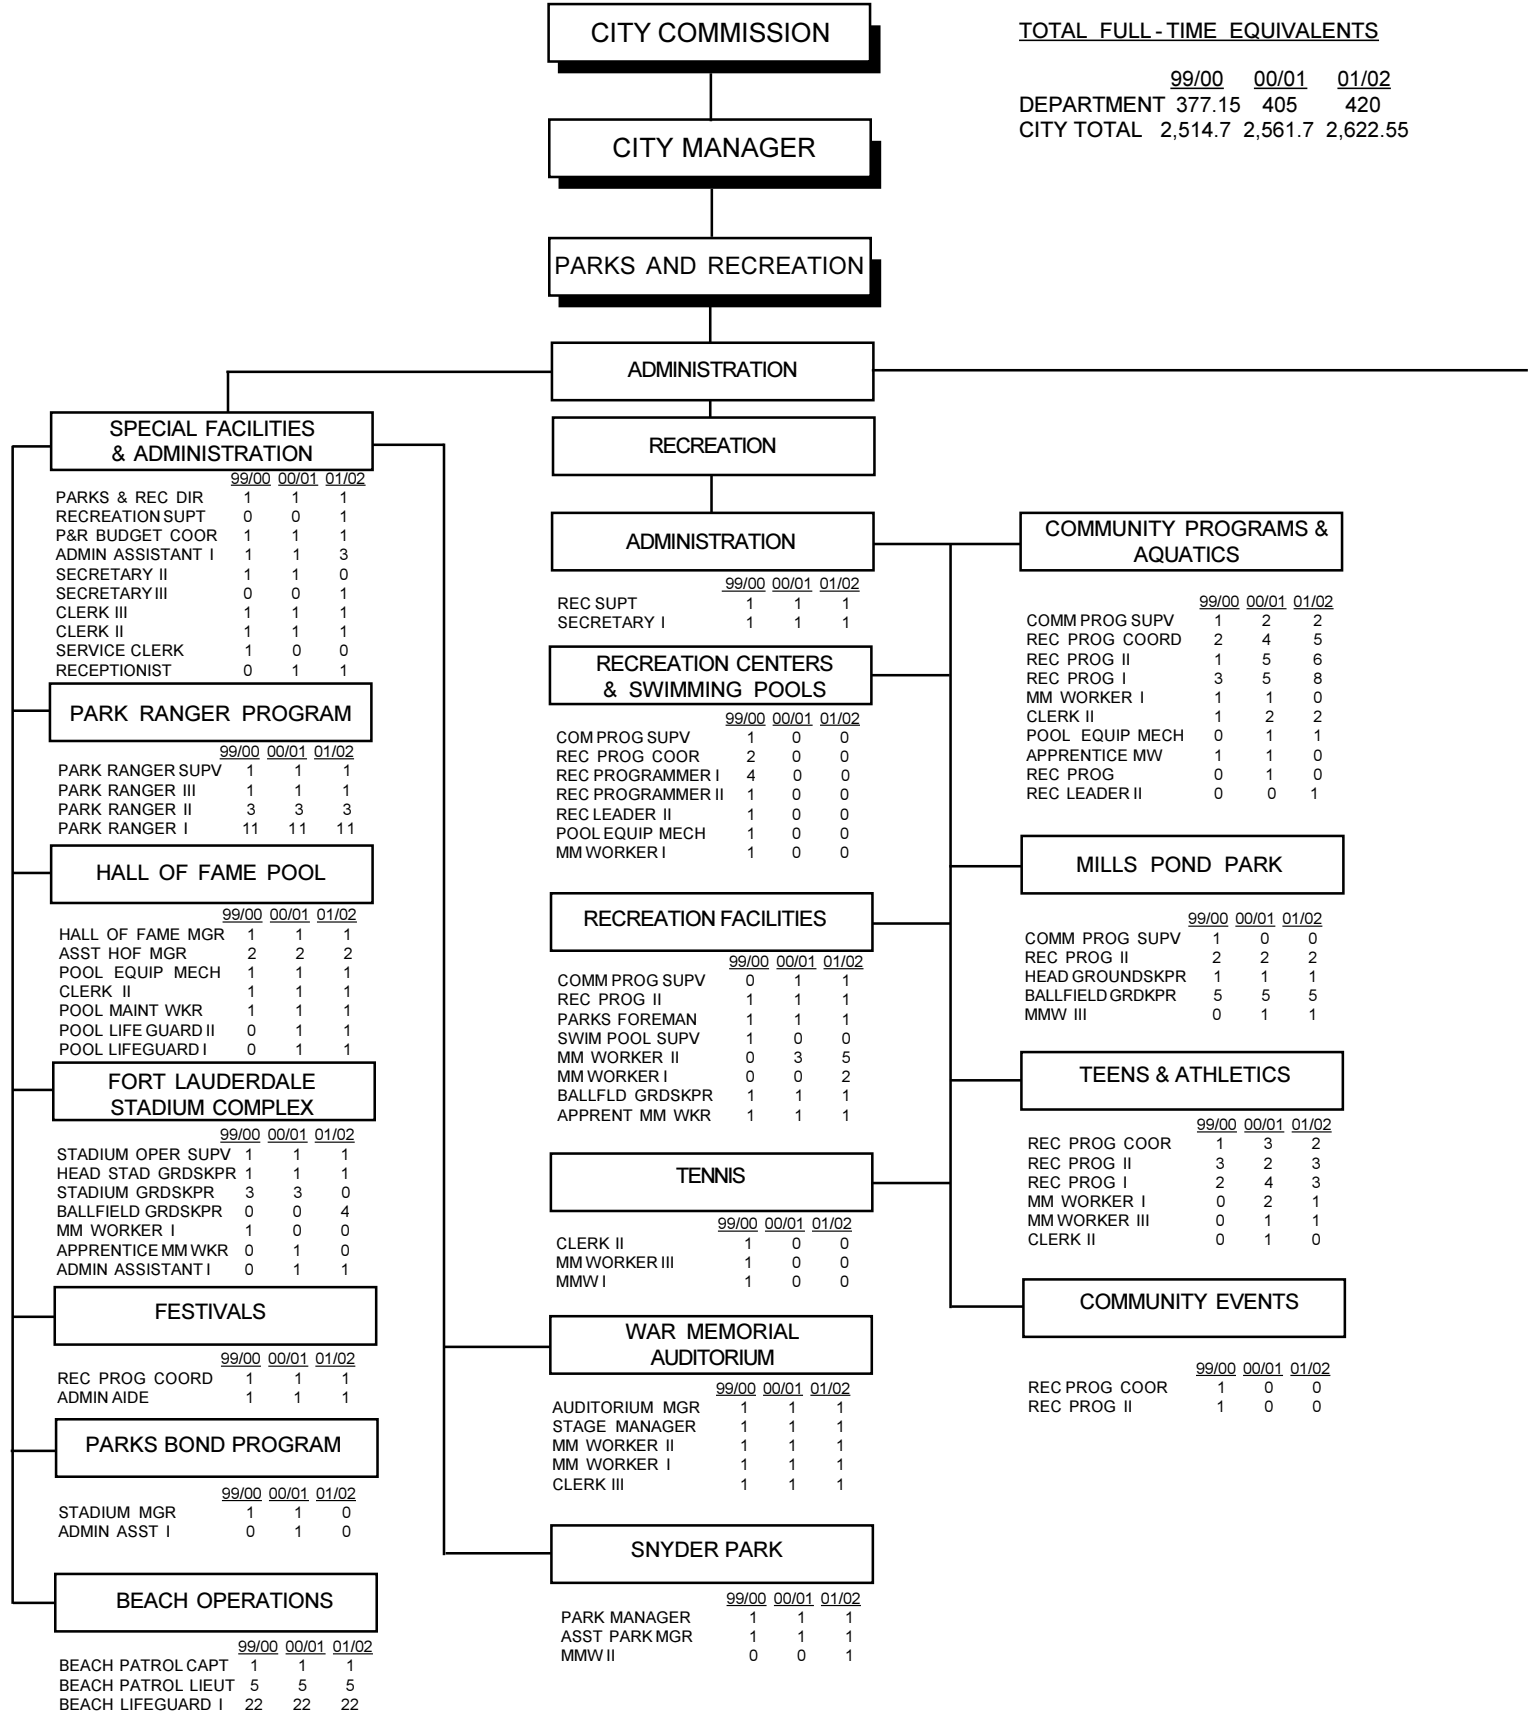 CITY COMMISSION
TOTAL FULL-TIME EQUIVALENTS
99/00 00/01 01/02
DEPARTMENT 377.15 405 420
CITY TOTAL 2,514.7 2,561.7 2,622.55
CITY MANAGER
PARKS AND RECREATION
ADMINISTRATION
SPECIAL FACILITIES
& ADMINISTRATION
99/00 00/01 01/02
PARKS & REC DIR 1 1 1
RECREATION SUPT 0 0 1
P&R BUDGET COOR 1 1 1
ADMIN ASSISTANT I 1 1 3
SECRETARY II 1 1 0
SECRETARY III 0 0 1
CLERK III 1 1 1
CLERK II 1 1 1
SERVICE CLERK 1 0 0
RECEPTIONIST 0 1 1
PARK RANGER PROGRAM
99/00 00/01 01/02
PARK RANGER SUPV 1 1 1
PARK RANGER III 1 1 1
PARK RANGER II 3 3 3
PARK RANGER I 11 11 11
HALL OF FAME POOL
99/00 00/01 01/02
HALL OF FAME MGR 1 1 1
ASST HOF MGR 2 2 2
POOL EQUIP MECH 1 1 1
CLERK II 1 1 1
POOL MAINT WKR 1 1 1
POOL LIFE GUARD II 0 1 1
POOL LIFEGUARD I 0 1 1
FORT LAUDERDALE
STADIUM COMPLEX
99/00 00/01 01/02
STADIUM OPER SUPV 1 1 1
HEAD STAD GRDSKPR 1 1 1
STADIUM GRDSKPR 3 3 0
BALLFIELD GRDSKPR 0 0 4
MM WORKER I 1 0 0
APPRENTICE MM WKR 0 1 0
ADMIN ASSISTANT I 0 1 1
FESTIVALS
99/00 00/01 01/02
REC PROG COORD 1 1 1
ADMIN AIDE 1 1 1
PARKS BOND PROGRAM
99/00 00/01 01/02
STADIUM MGR 1 1 0
ADMIN ASST I 0 1 0
BEACH OPERATIONS
99/00 00/01 01/02
BEACH PATROL CAPT 1 1 1
BEACH PATROL LIEUT 5 5 5
BEACH LIFEGUARD I 22 22 22
RECREATION
ADMINISTRATION
99/00 00/01 01/02
REC SUPT 1 1 1
SECRETARY I 1 1 1
RECREATION CENTERS
& SWIMMING POOLS
99/00 00/01 01/02
COM PROG SUPV 1 0 0
REC PROG COOR 2 0 0
REC PROGRAMMER I 4 0 0
REC PROGRAMMER II 1 0 0
REC LEADER II 1 0 0
POOL EQUIP MECH 1 0 0
MM WORKER I 1 0 0
RECREATION FACILITIES
99/00 00/01 01/02
COMM PROG SUPV 0 1 1
REC PROG II 1 1 1
PARKS FOREMAN 1 1 1
SWIM POOL SUPV 1 0 0
MM WORKER II 0 3 5
MM WORKER I 0 0 2
BALLFLD GRDSKPR 1 1 1
APPRENT MM WKR 1 1 1
TENNIS
99/00 00/01 01/02
CLERK II 1 0 0
MM WORKER III 1 0 0
MMW I 1 0 0
WAR MEMORIAL
AUDITORIUM
99/00 00/01 01/02
AUDITORIUM MGR 1 1 1
STAGE MANAGER 1 1 1
MM WORKER II 1 1 1
MM WORKER I 1 1 1
CLERK III 1 1 1
SNYDER PARK
99/00 00/01 01/02
PARK MANAGER 1 1 1
ASST PARK MGR 1 1 1
MMW II 0 0 1
COMMUNITY PROGRAMS &
AQUATICS
99/00 00/01 01/02
COMM PROG SUPV 1 2 2
REC PROG COORD 2 4 5
REC PROG II 1 5 6
REC PROG I 3 5 8
MM WORKER I 1 1 0
CLERK II 1 2 2
POOL EQUIP MECH 0 1 1
APPRENTICE MW 1 1 0
REC PROG 0 1 0
REC LEADER II 0 0 1
MILLS POND PARK
99/00 00/01 01/02
COMM PROG SUPV 1 0 0
REC PROG II 2 2 2
HEAD GROUNDSKPR 1 1 1
BALLFIELD GRDKPR 5 5 5
MMW III 0 1 1
TEENS & ATHLETICS
99/00 00/01 01/02
REC PROG COOR 1 3 2
REC PROG II 3 2 3
REC PROG I 2 4 3
MM WORKER I 0 2 1
MM WORKER III 0 1 1
CLERK II 0 1 0
COMMUNITY EVENTS
99/00 00/01 01/02
REC PROG COOR 1 0 0
REC PROG II 1 0 0